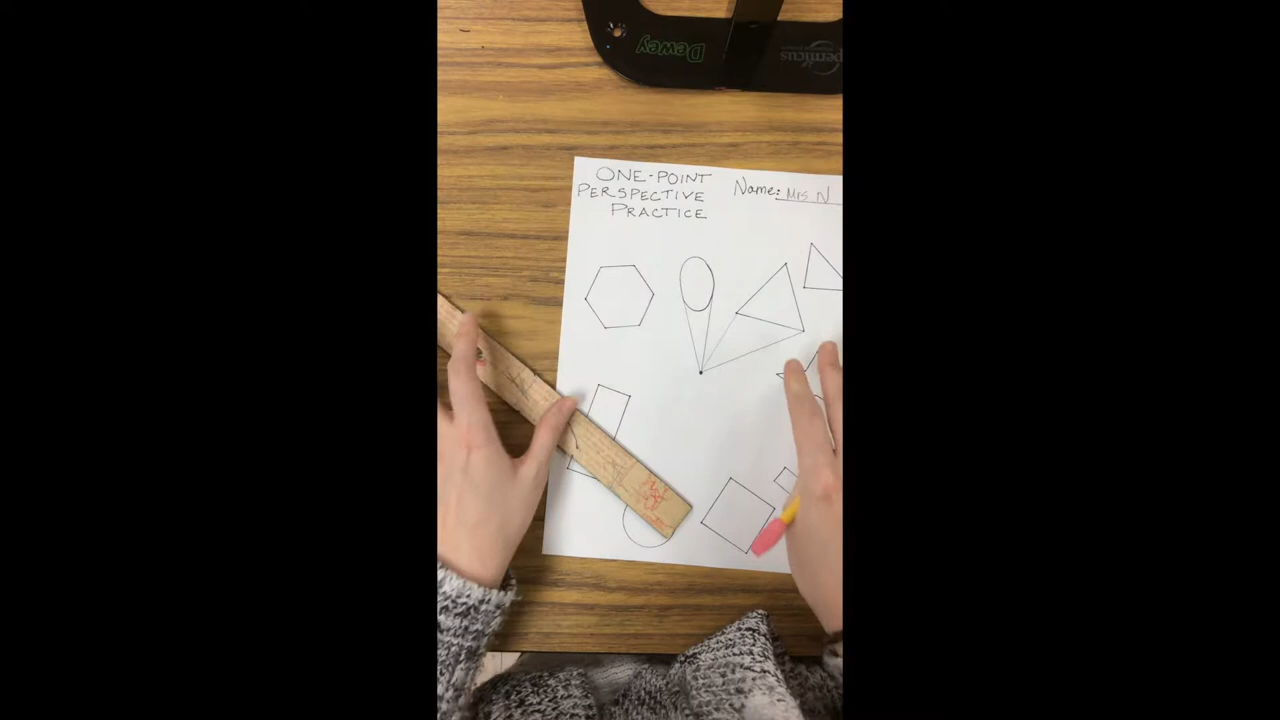 Dewey
ONE-POINT
PERSPECTIVE
PRACTICE
Name: Mrs N